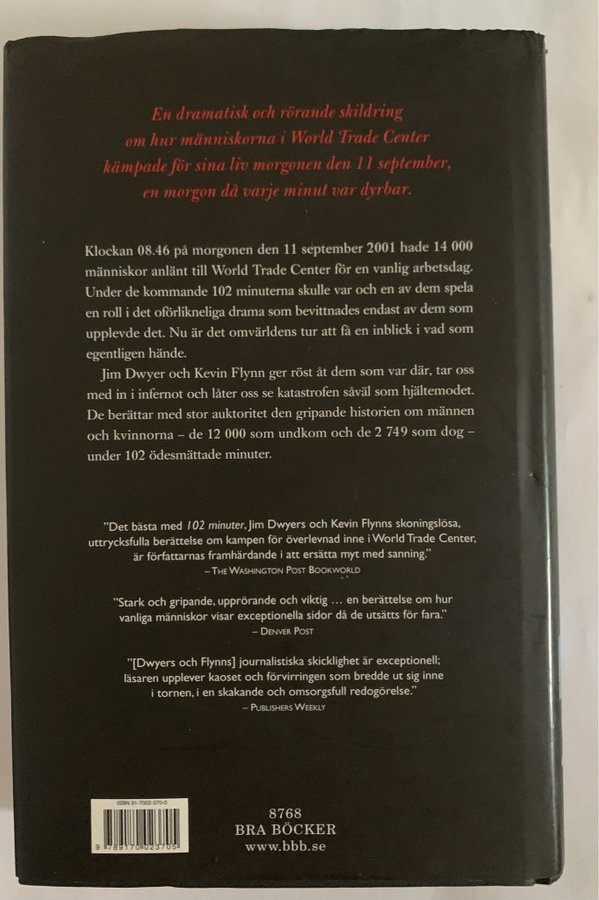 En dramatisk och rörande skildring
om hur människorna i World Trade Center
kämpade för sina liv morgonen den 11 september,
en morgon då varje minut var dyrbar.
Klockan 08.46 på morgonen den 11 september 2001 hade 14 000
människor anlänt till World Trade Center för en vanlig arbetsdag.
Under de kommande 102 minuterna skulle var och en av dem spela
en roll i det oförlikneliga drama som bevittnades endast av dem som
upplevde det. Nu är det omvärldens tur att få en inblick i vad som
egentligen hände.
Jim Dwyer och Kevin Flynn ger röst åt dem som var där, tar oss
med in i infernot och låter oss se katastrofen såväl som hjältemodet.
De berättar med stor auktoritet den gripande historien om männen
och kvinnorna – de 12 000 som undkom och de 2 749 som dog –
under 102 ödesmättade minuter.
”Det bästa med 102 minuter, Jim Dwyers och Kevin Flynns skoningslösa,
uttrycksfulla berättelse om kampen för överlevnad inne i World Trade Center,
är författarnas framhärdande i att ersätta myt med sanning.”
– The Washington Post Bookworld
”Stark och gripande, upprörande och viktig … en berättelse om hur
vanliga människor visar exceptionella sidor då de utsätts för fara.”
– Denver Post
”[Dwyers och Flynns] journalistiska skicklighet är exceptionell;
läsaren upplever kaoset och förvirringen som bredde ut sig inne
i tornen, i en skakande och omsorgsfull redogörelse.”
– Publishers Weekly
ISBN 91-7002-370-0
9 789170 023705
8768
BRA BÖCKER
www.bbb.se